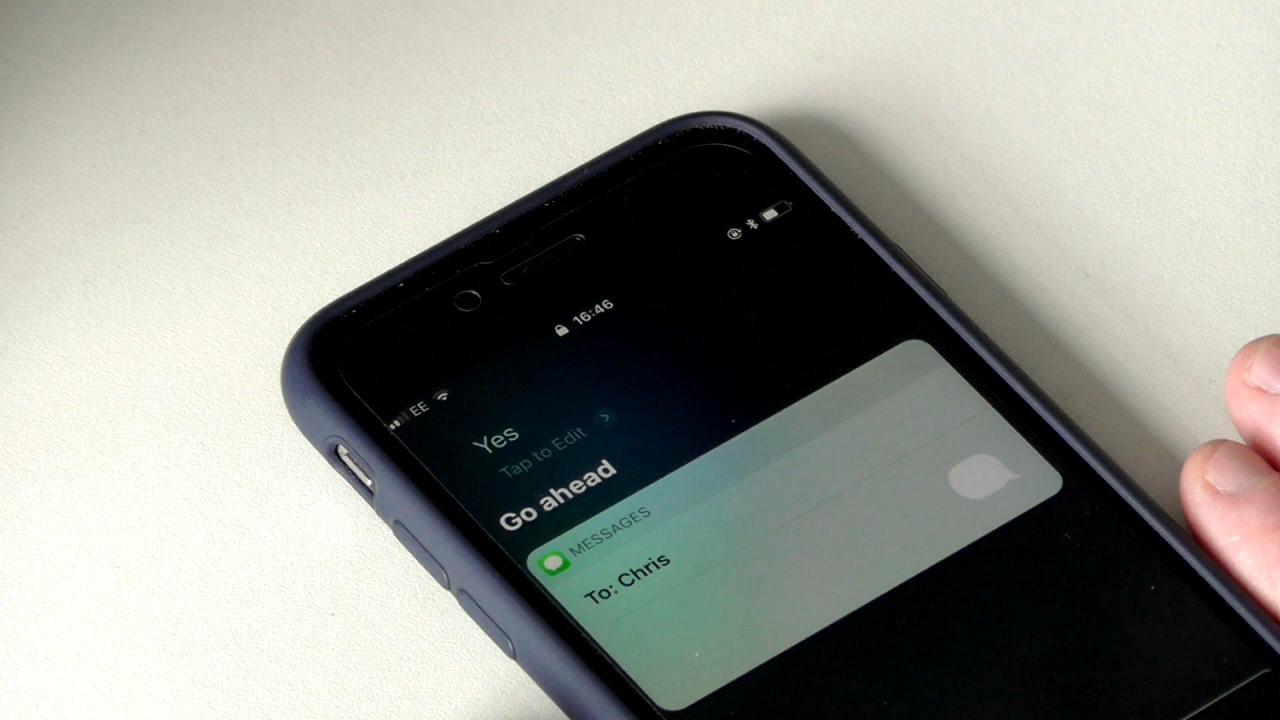 EE
16:46
Yes
Tap to Edit
Go ahead
MESSAGES
To: Chris